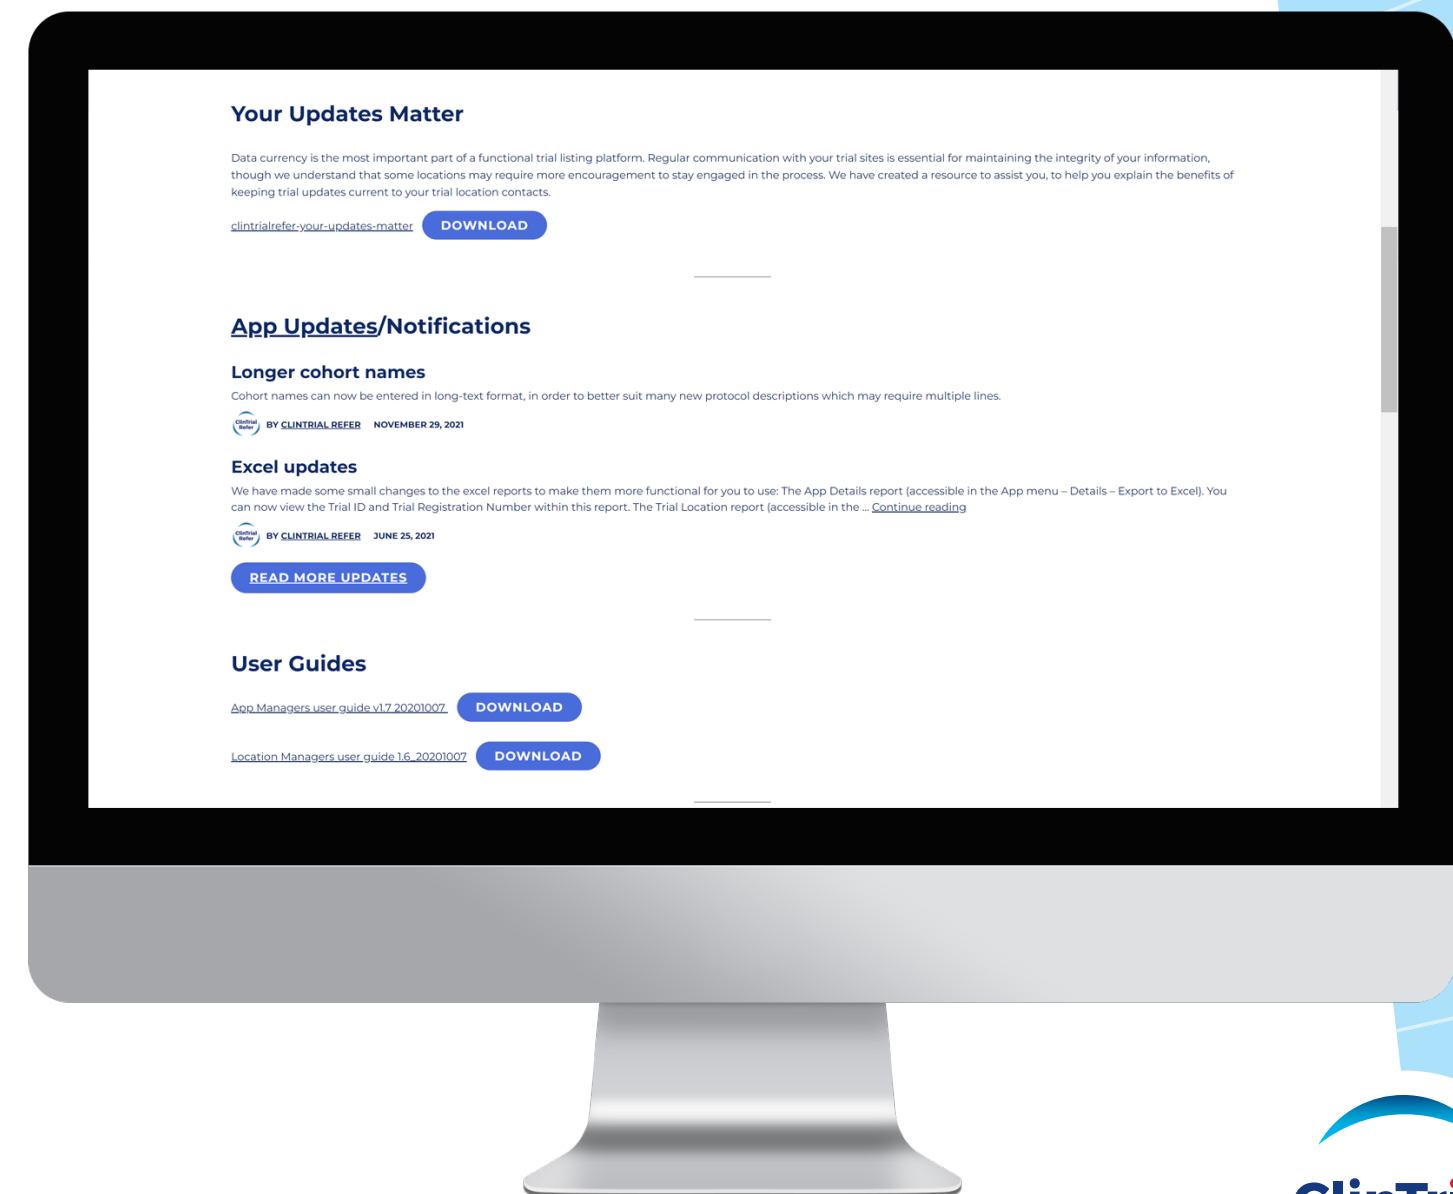 Your Updates Matter
Data currency is the most important part of a functional trial listing platform. Regular communication with your trial sites is essential for maintaining the integrity of your information,
though we understand that some locations may require more encouragement to stay engaged in the process. We have created a resource to assist you, to help you explain the benefits of
keeping trial updates current to your trial location contacts.
clintrialrefer-your-updates-matter DOWNLOAD
App Updates/Notifications
Longer cohort names
Cohort names can now be entered in long-text format, in order to better suit many new protocol descriptions which may require multiple lines.
ClinTrial
Refer
BY CLINTRIAL REFER NOVEMBER 29, 2021
Excel updates
We have made some small changes to the excel reports to make them more functional for you to use: The App Details report (accessible in the App menu – Details – Export to Excel). You
can now view the Trial ID and Trial Registration Number within this report. The Trial Location report (accessible in the ... Continue reading
ClinTrial
Refer
BY CLINTRIAL REFER JUNE 25, 2021
READ MORE UPDATES
User Guides
App Managers user guide v1.7 20201007 DOWNLOAD
Location Managers user guide 1.6_20201007 DOWNLOAD